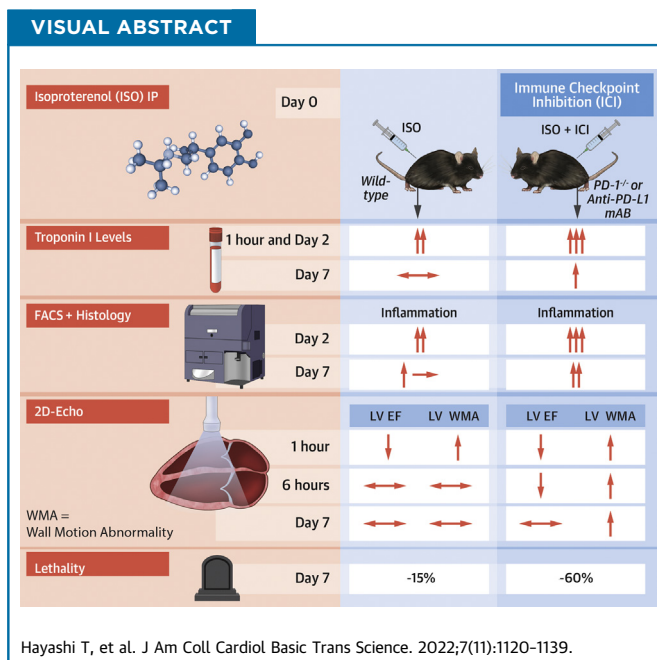 VISUAL ABSTRACT
Isoproterenol (ISO) IP
Day 0
Immune Checkpoint
Inhibition (ICI)
ISO
ISO + ICI
Wild-
type
PD-1-/- or
Anti-PD-L1
mAB
Troponin I Levels
1 hour and Day 2
Day 7
FACS + Histology
Inflammation
Inflammation
Day 2
Day 7
2D-Echo
LV EF
LV WMA
LV EF
LV WMA
1 hour
6 hours
WMA =
Wall Motion Abnormality
Day 7
Lethality
Day 7
-15%
-60%
Hayashi T, et al. J Am Coll Cardiol Basic Trans Science. 2022;7(11):1120-1139.